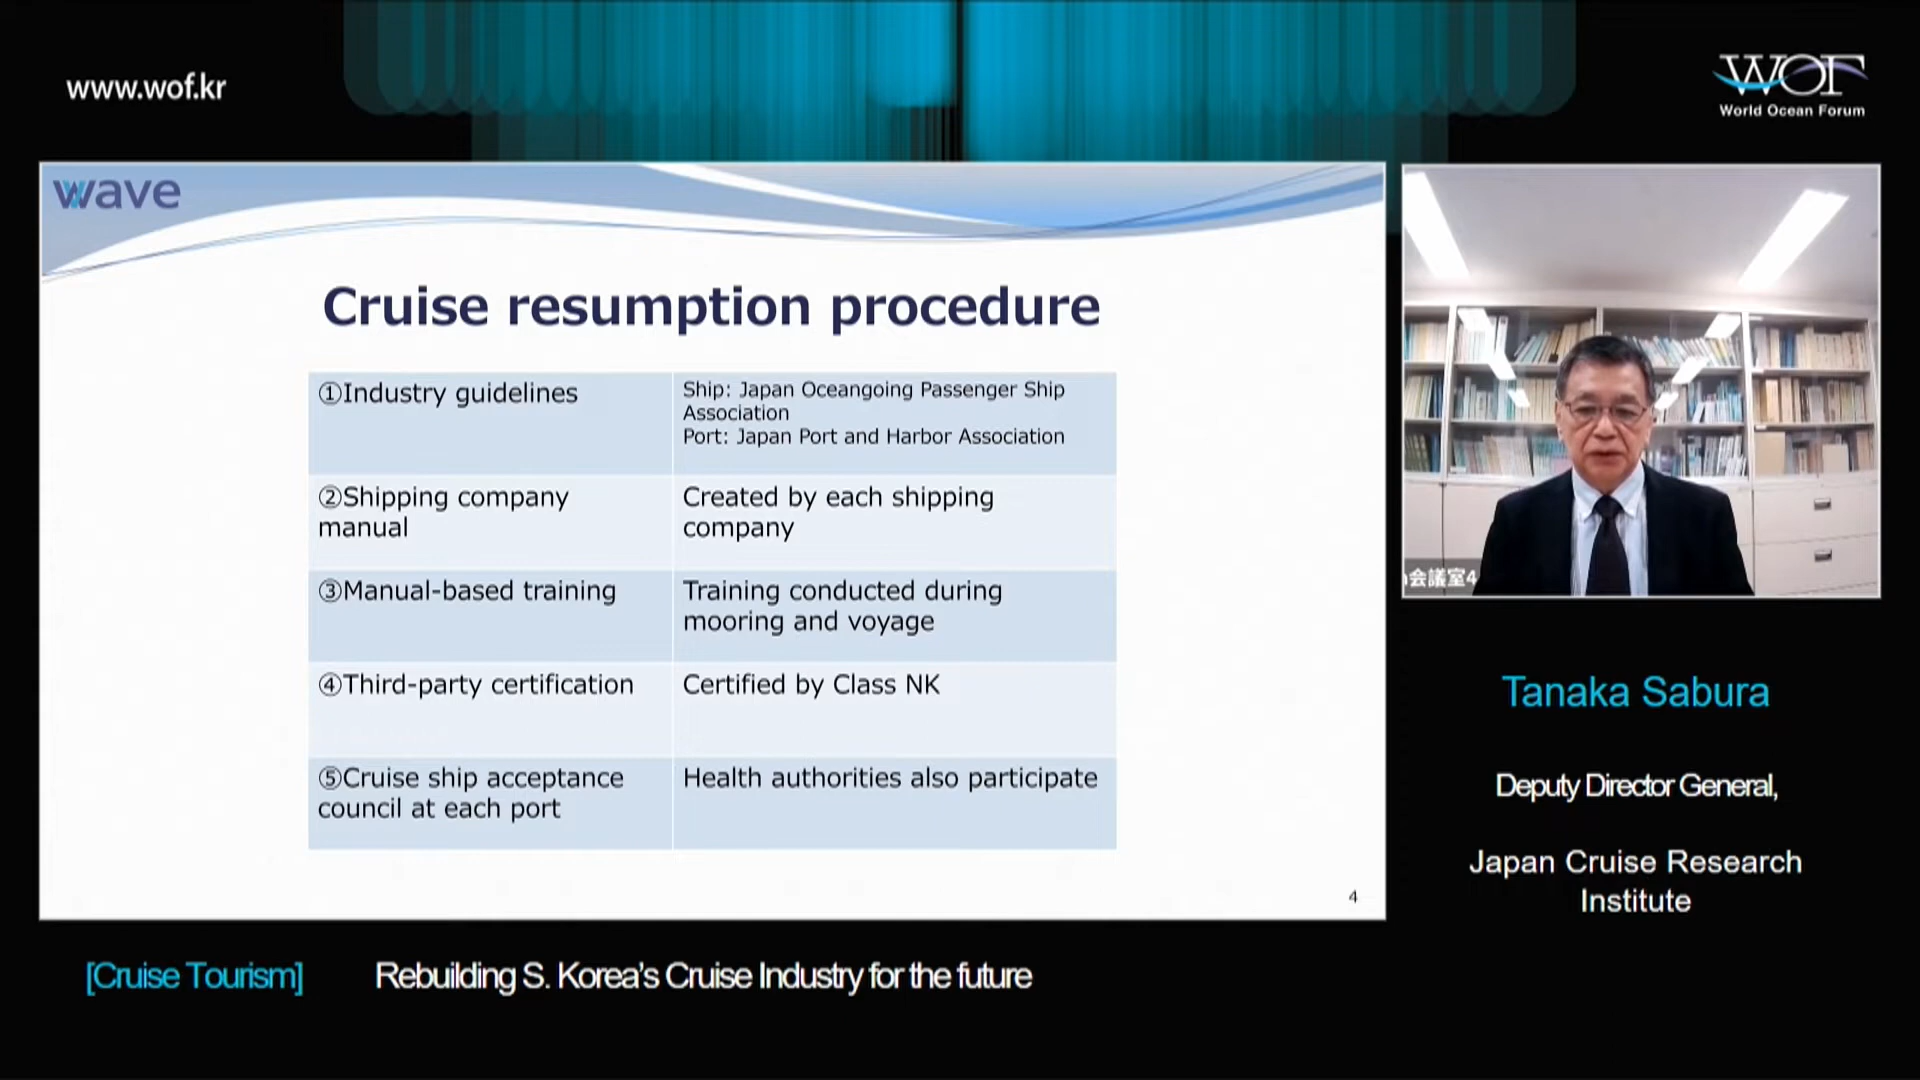 www.wof.kr
WOF
World Ocean Forum
wave
Cruise resumption procedure
①Industry guidelines
Ship: Japan Oceangoing Passenger Ship
Association
Port: Japan Port and Harbor Association
②Shipping company
manual
Created by each shipping
company
③Manual-based training
Training conducted during
mooring and voyage
④Third-party certification
Certified by Class NK
⑤Cruise ship acceptance
council at each port
Health authorities also participate
4
会議室4
Tanaka Sabura
Deputy Director General,
Japan Cruise Research
Institute
[Cruise Tourism]
Rebuilding S. Korea's Cruise Industry for the future